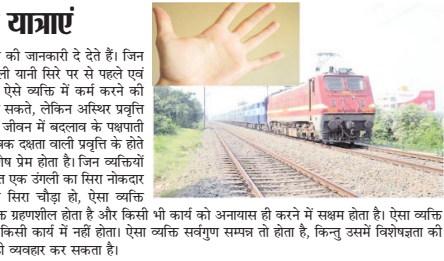 यात्राएं
की जानकारी दे देते हैं। जिन
ली यानी सिरे पर से पहले एवं
ऐसे व्यक्ति में कर्म करने की
सकते, लेकिन अस्थिर प्रवृत्ति
जीवन में बदलाव के पक्षपाती
त्रक दक्षता वाली प्रवृत्ति के होते
ष प्रेम होता है। जिन व्यक्तियों
त एक उंगली का सिरा नोकदार
सिरा चौड़ा हो, ऐसा व्यक्ति
क्त ग्रहणशील होता है और किसी भी कार्य को अनायास ही करने में सक्षम होता है। ऐसा व्यक्ति
किसी कार्य में नहीं होता। ऐसा व्यक्ति सर्वगुण सम्पन्न तो होता है, किन्तु उसमें विशेषज्ञता की
व्यवहार कर सकता है।